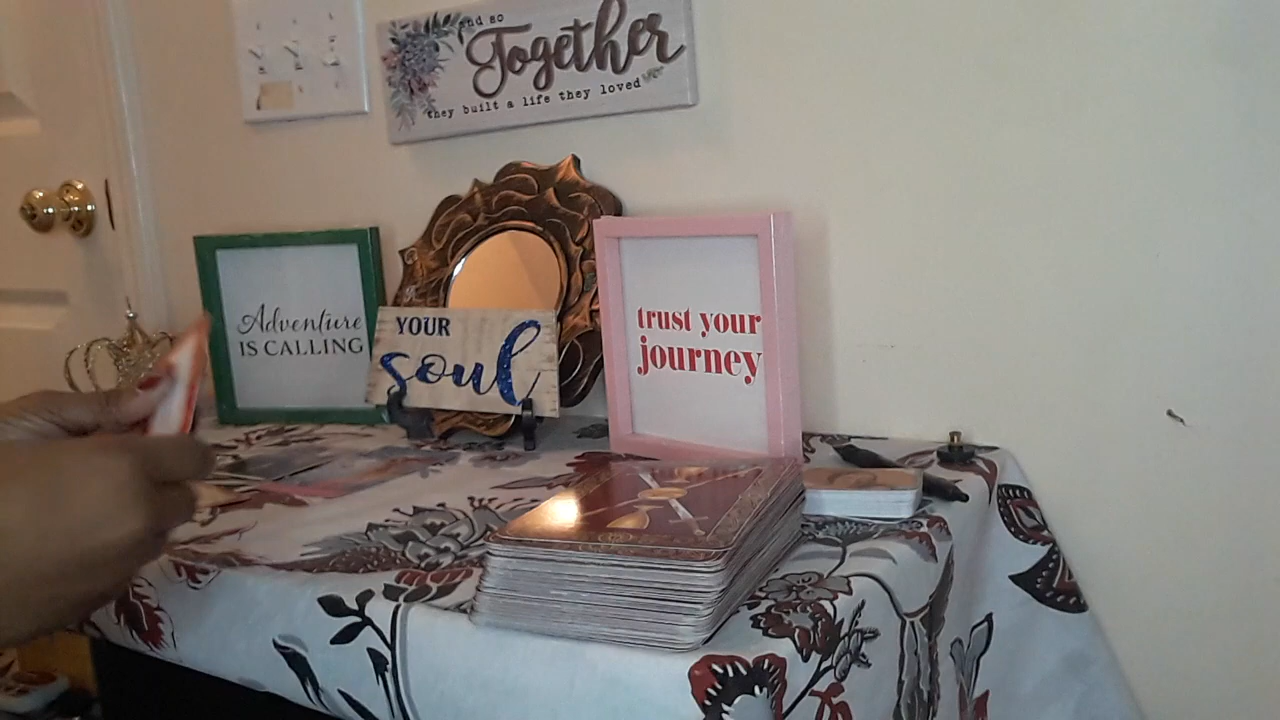 and so
Together
they built a life they loved
Adventure
IS CALLING
YOUR
soul
trust your
journey